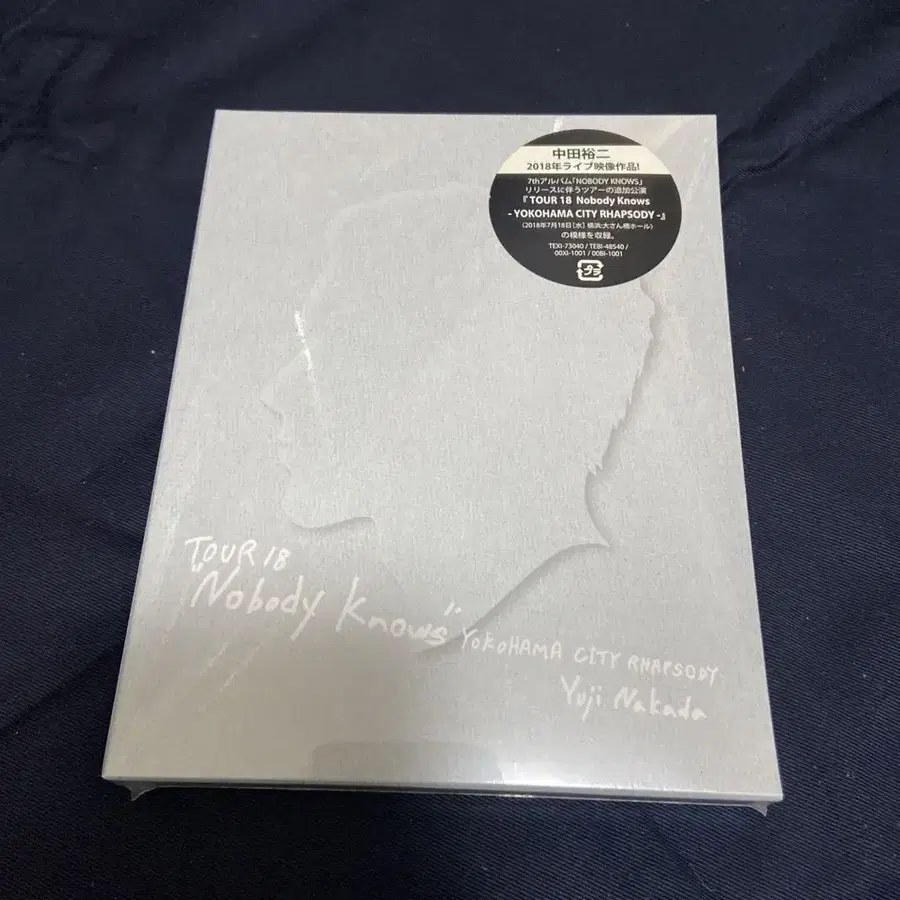 中田裕二
2018年ライブ映像作品!
7thアルバム「NOBODY KNOWS」
リリースに伴うツアーの追加公演
『 TOUR 18 Nobody Knows
- YOKOHAMA CITY RHAPSODY -』
(2018年7月18日[水] 横浜:大さん橋ホール)
の模様を収録。
TEXI-73040 / TEBI-48540 /
00XI-1001 / 00BI-1001
プラ
TOUR 18
"Nobody Knows" YOKOHAMA CITY RHAPSODY
Yuji Nakada